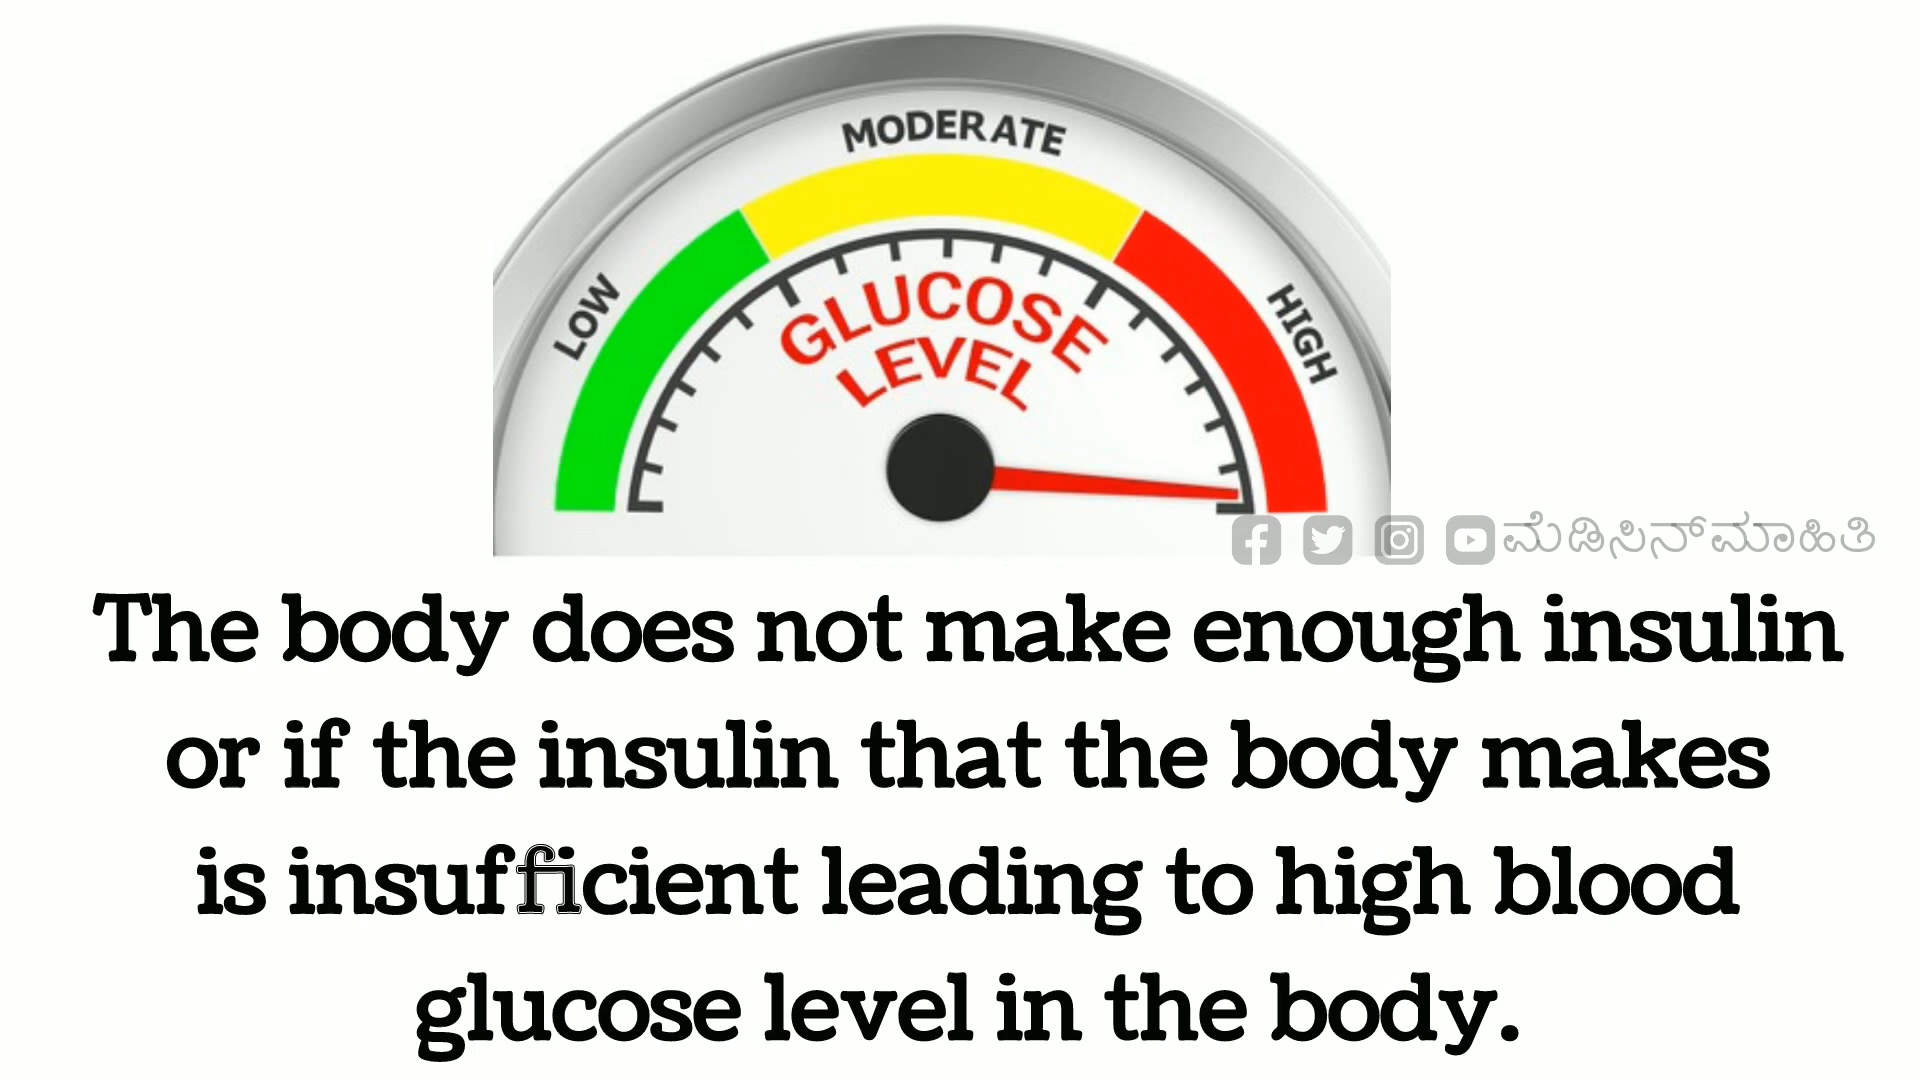 MODERATE
LOW
HIGH
GLUCOSE
LEVEL
ಮೆಡಿಸಿನ್ ಮಾಹಿತಿ
The body does not make enough insulin
or if the insulin that the body makes
is insufficient leading to high blood
glucose level in the body.